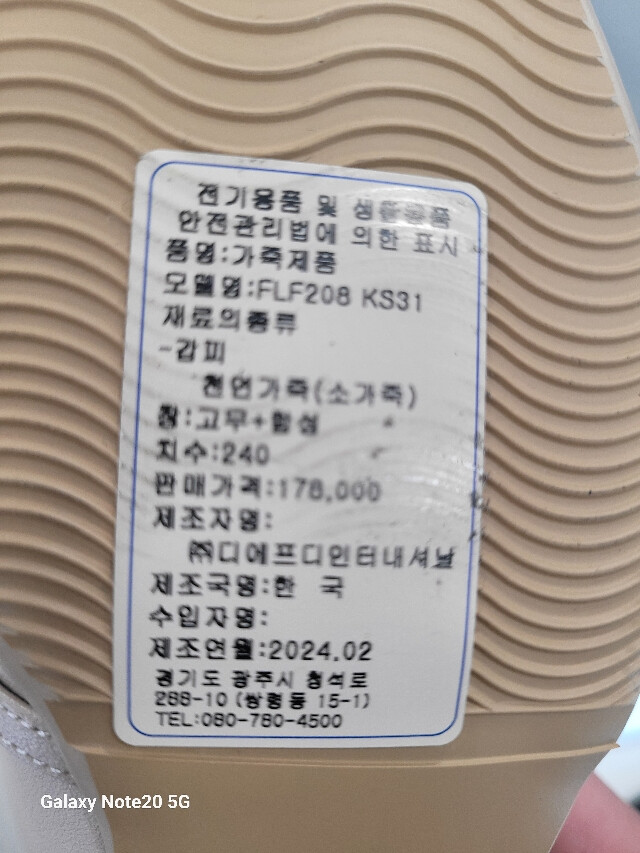 전기용품 및 생활용품
안전관리법에 의한 표시
품명:가죽제품
모델명:FLF208 KS31
재료의종류
-갑피
천연가죽(소가죽)
창:고무+합성
치수:240
판매가격:178,000
제조자명:
㈜디에프디인터내셔날
제조국명:한 국
수입자명:
제조연월:2024.02
경기도 광주시 청석로
288-10 (쌍령동 15-1)
TEL:080-780-4500
Galaxy Note20 5G